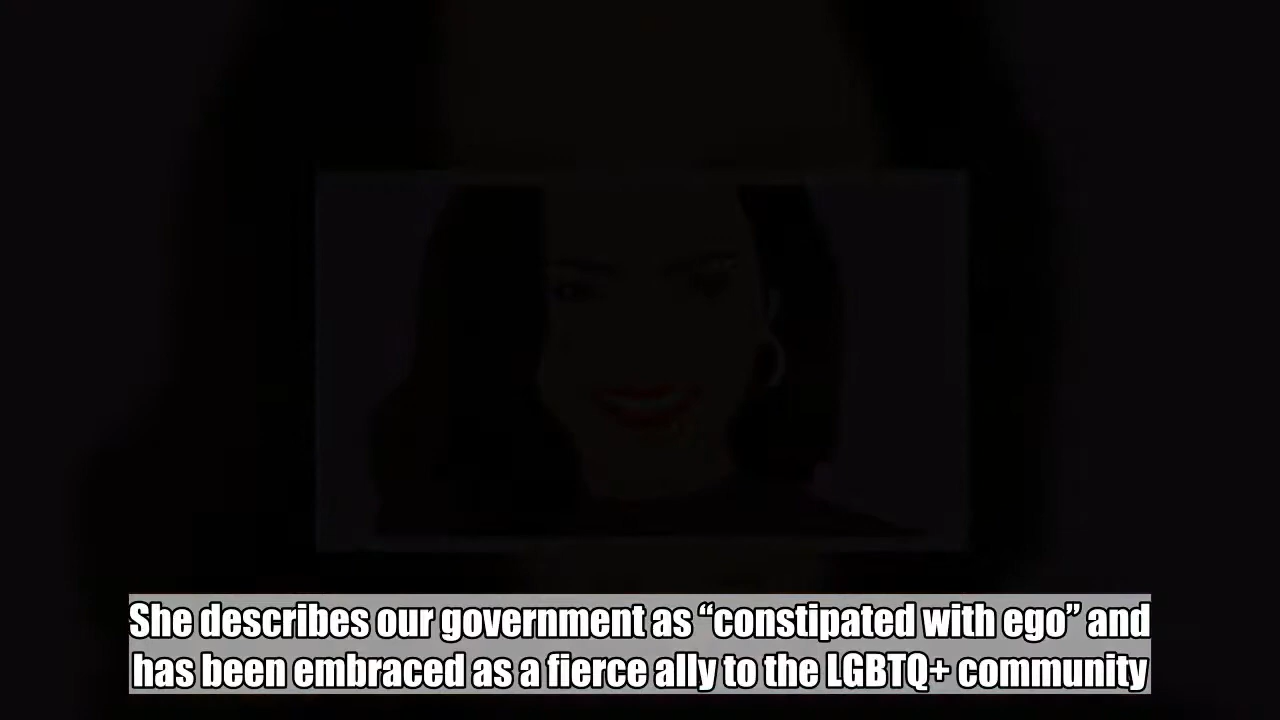 She describes our government as “constipated with ego” and
has been embraced as a fierce ally to the LGBTQ+ community